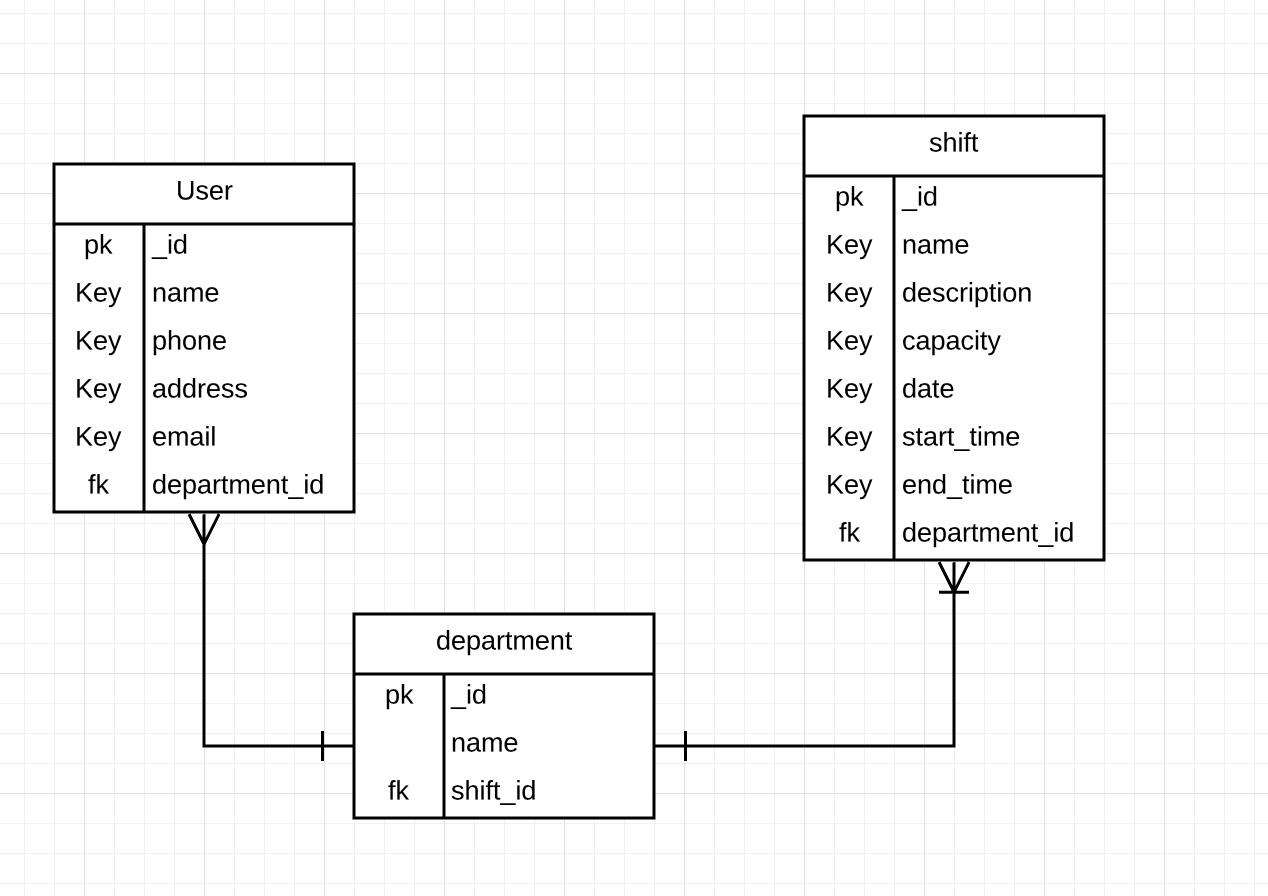 User
pk _id
Key name
Key phone
Key address
Key email
fk department_id
shift
pk _id
Key name
Key description
Key capacity
Key date
Key start_time
Key end_time
fk department_id
department
pk _id
name
fk shift_id